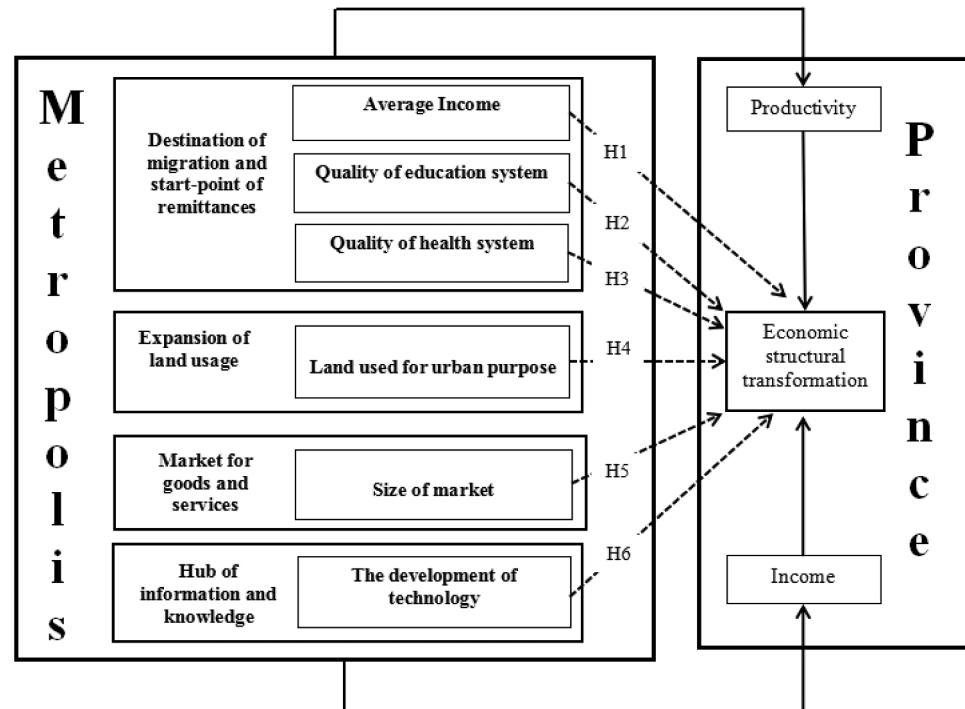 Metropolis
Destination of
migration and
start-point of
remittances
Average Income
Quality of education system
Quality of health system
Expansion of
land usage
Land used for urban purpose
Market for
goods and
services
Size of market
Hub of
information and
knowledge
The development of
technology
H1
H2
H3
H4
H5
H6
Productivity
Economic
structural
transformation
Income
Province